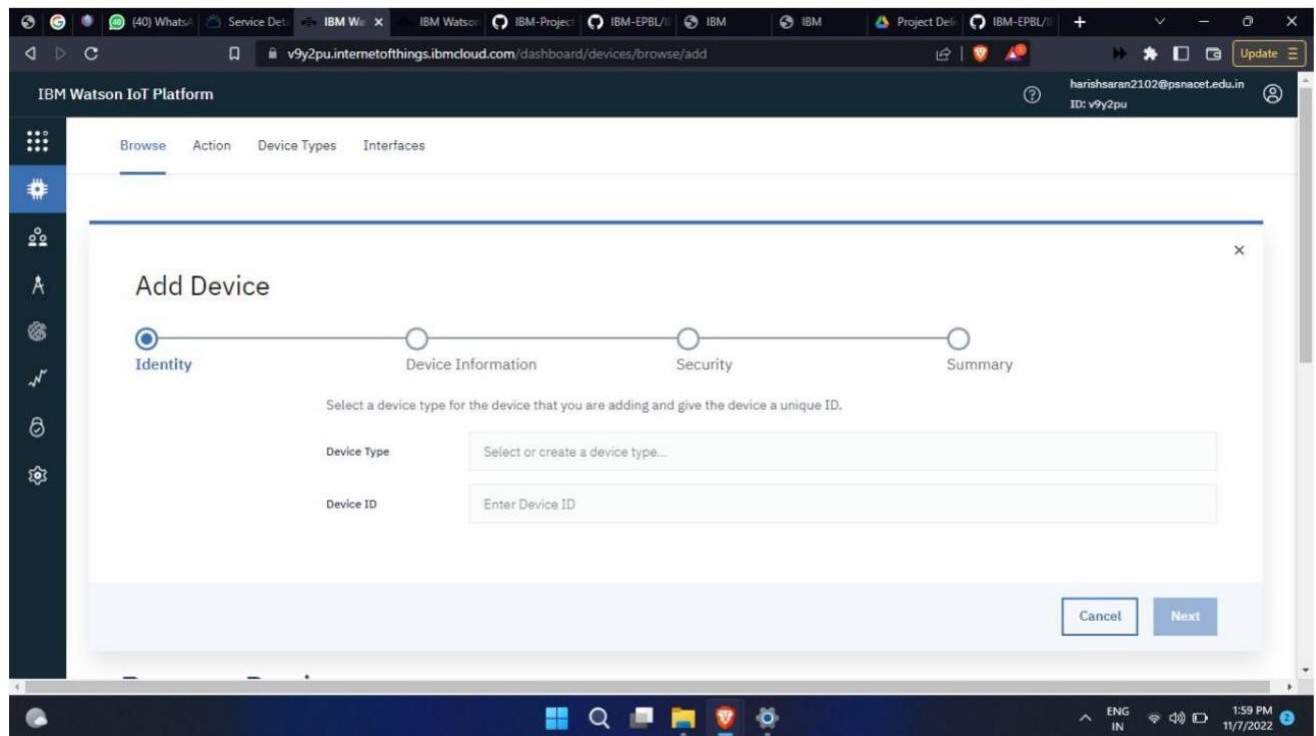 (40) WhatsA
Service Det
IBM Wa
IBM Watson
IBM-Project
IBM-EPBL/
IBM
IBM
Project Deli
IBM-EPBL/
v9y2pu.internetofthings.ibmcloud.com/dashboard/devices/browse/add
Update
IBM Watson IoT Platform
harishsaran2102@psnacet.edu.in
ID: v9y2pu
Browse Action Device Types Interfaces
Add Device
Identity Device Information Security Summary
Select a device type for the device that you are adding and give the device a unique ID.
Device Type Select or create a device type...
Device ID Enter Device ID
Cancel Next
ENG
IN
1:59 PM
11/7/2022
2